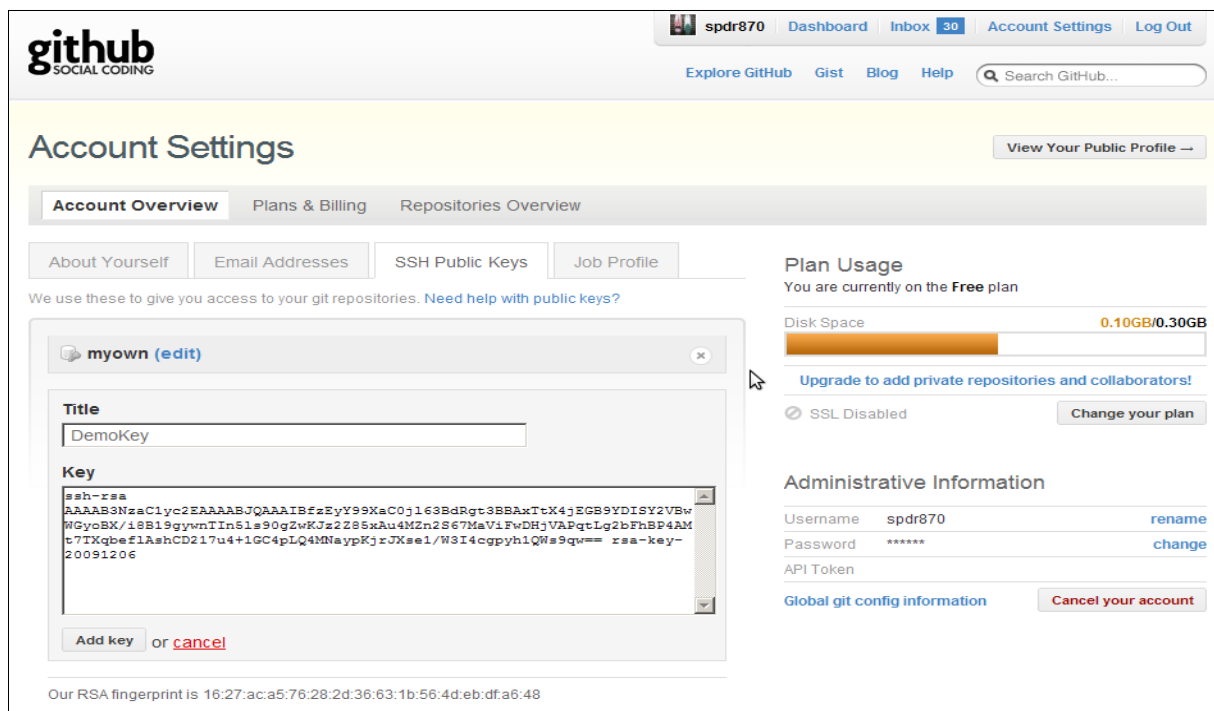 github
SOCIAL CODING
spdr870 Dashboard Inbox 30 Account Settings Log Out
Explore GitHub Gist Blog Help Search GitHub...
Account Settings
View Your Public Profile →
Account Overview Plans & Billing Repositories Overview
About Yourself Email Addresses SSH Public Keys Job Profile
We use these to give you access to your git repositories. Need help with public keys?
myown (edit)
Title
DemoKey
Key
ssh-rsa
AAAAB3NzaC1yc2EAAAABJQAAAIBfzEyY99XaC0jl63BdRgt3BBAxTtX4jEGB9YDISY2VBw
WGyoBX/i8B19gywnTIn5ls90gZwKJz2Z85xAu4MZn2S67MaViFwDHjVAPqtLg2bFhBP4AM
t7TXqbeflAshCD217u4+1GC4pLQ4MNaypKjrJXse1/W3I4cgpyh1QWs9qw== rsa-key-
20091206
Add key or cancel
Our RSA fingerprint is 16:27:ac:a5:76:28:2d:36:63:1b:56:4d:eb:df:a6:48
Plan Usage
You are currently on the Free plan
Disk Space 0.10GB/0.30GB
Upgrade to add private repositories and collaborators!
SSL Disabled Change your plan
Administrative Information
Username spdr870 rename
Password ****** change
API Token
Global git config information Cancel your account